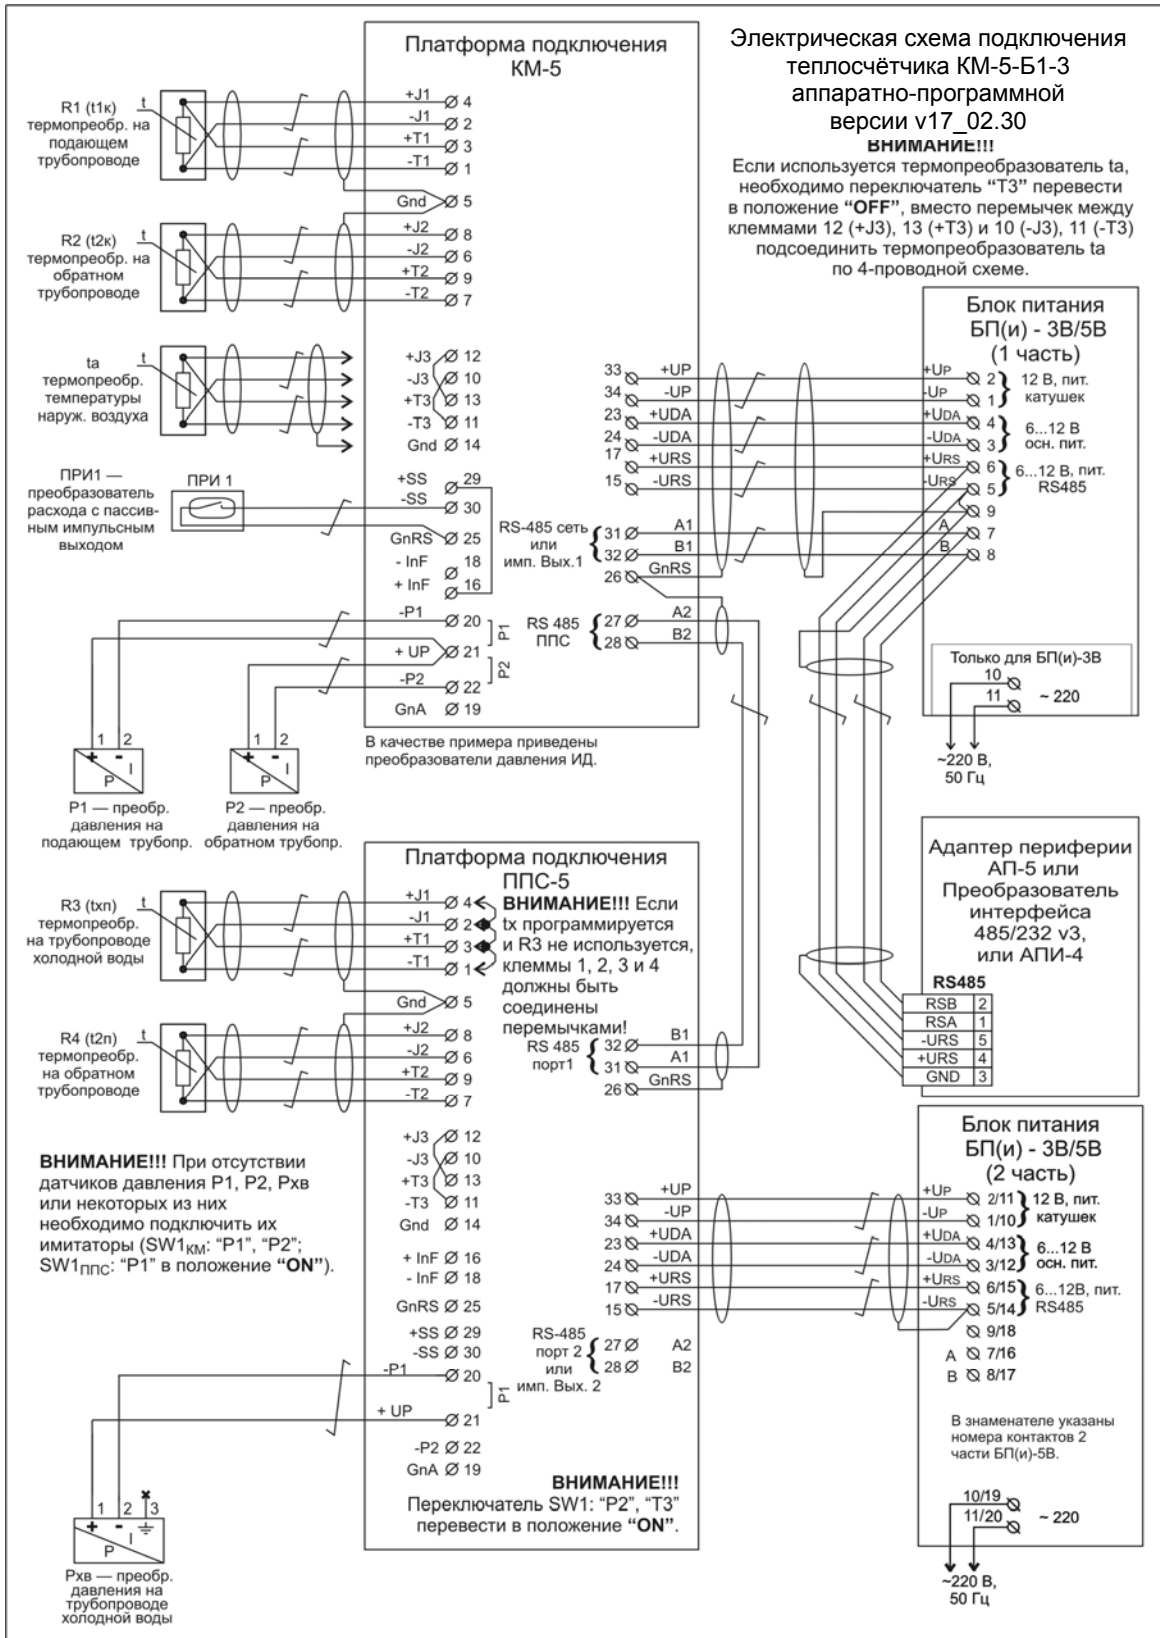 Электрическая схема подключения
теплосчётчика КМ-5-Б1-3
аппаратно-программной
версии v17_02.30
ВНИМАНИЕ!!!
Если используется термопреобразователь ta,
необходимо переключатель “Т3” перевести
в положение “OFF”, вместо перемычек между
клеммами 12 (+J3), 13 (+Т3) и 10 (-J3), 11 (-Т3)
подсоединить термопреобразователь ta
по 4-проводной схеме.
Платформа подключения
КМ-5
R1 (t1к)
термопреобр. на
подающем
трубопроводе
t
+J1 4
-J1 2
+T1 3
-T1 1
Gnd 5
R2 (t2к)
термопреобр. на
обратном
трубопроводе
t
+J2 8
-J2 6
+T2 9
-T2 7
ta
термопреобр.
температуры
наруж. воздуха
t
+J3 12
-J3 10
+T3 13
-T3 11
Gnd 14
ПРИ1 —
преобразователь
расхода с пассив-
ным импульсным
выходом
ПРИ 1
+SS 29
-SS 30
GnRS 25
- InF 18
+ InF 16
-P1 20
+ UP 21
-P2 22
GnA 19
P1
P2
33 +UP
34 -UP
23 +UDA
24 -UDA
17 +URS
15 -URS
RS-485 сеть
или
имп. Вых.1
31 A1
32 B1
26 GnRS
RS 485
ППС
27 A2
28 B2
Блок питания
БП(и) - 3В/5В
(1 часть)
+UP 2
-UP 1
12 В, пит.
катушек
+UDA 4
-UDA 3
6...12 В
осн. пит.
+URS 6
-URS 5
6...12 В, пит.
RS485
9
A 7
B 8
Только для БП(и)-3В
10
11
~ 220
~220 В,
50 Гц
1 2
+ -
P I
P1 — преобр.
давления на
подающем трубопр.
1 2
+ -
P I
P2 — преобр.
давления на
обратном трубопр.
В качестве примера приведены
преобразователи давления ИД.
Платформа подключения
ППС-5
R3 (tхп)
термопреобр.
на трубопроводе
холодной воды
t
+J1 4
-J1 2
+T1 3
-T1 1
Gnd 5
ВНИМАНИЕ!!! Если
tx программируется
и R3 не используется,
клеммы 1, 2, 3 и 4
должны быть
соединены
перемычками!
R4 (t2п)
термопреобр.
на обратном
трубопроводе
t
+J2 8
-J2 6
+T2 9
-T2 7
RS 485
порт1
32 B1
31 A1
26 GnRS
Адаптер периферии
АП-5 или
Преобразователь
интерфейса
485/232 v3,
или АПИ-4
RS485
RSB 2
RSA 1
-URS 5
+URS 4
GND 3
ВНИМАНИЕ!!! При отсутствии
датчиков давления P1, P2, Рхв
или некоторых из них
необходимо подключить их
имитаторы (SW1КМ: “P1”, “P2”;
SW1ППС: “P1” в положение “ON”).
+J3 12
-J3 10
+T3 13
-T3 11
Gnd 14
+ InF 16
- InF 18
GnRS 25
+SS 29
-SS 30
-P1 20
+ UP 21
-P2 22
GnA 19
P1
33 +UP
34 -UP
23 +UDA
24 -UDA
17 +URS
15 -URS
RS-485
порт 2
или
имп. Вых. 2
27 A2
28 B2
ВНИМАНИЕ!!!
Переключатель SW1: “P2”, “T3”
перевести в положение “ON”.
Блок питания
БП(и) - 3В/5В
(2 часть)
+UP 2/11
-UP 1/10
12 В, пит.
катушек
+UDA 4/13
-UDA 3/12
6...12 В
осн. пит.
+URS 6/15
-URS 5/14
6...12В, пит.
RS485
9/18
A 7/16
B 8/17
В знаменателе указаны
номера контактов 2
части БП(и)-5В.
10/19
11/20
~ 220
~220 В,
50 Гц
1 2 3
+ -
P I
Рхв — преобр.
давления на
трубопроводе
холодной воды